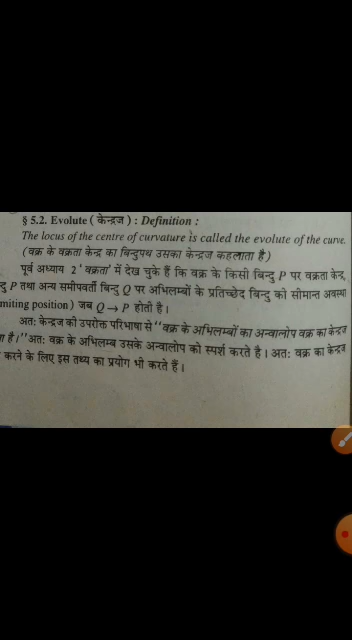 § 5.2. Evolute ( केन्द्रज ) : Definition :
The locus of the centre of curvature is called the evolute of the curve.
(वक्र के वक्रता केन्द्र का बिन्दुपथ उसका केन्द्रज कहलाता है)
पूर्व अध्याय 2 'वक्रता' में देख चुके हैं कि वक्र के किसी बिन्दु P पर वक्रता केन्द्र,
P तथा अन्य समीपवर्ती बिन्दु Q पर अभिलम्बों के प्रतिच्छेद बिन्दु को सीमान्त अवस्था
miting position) जब Q → P होती है।
अतः केन्द्रज को उपरोक्त परिभाषा से "वक्र के अभिलम्बों का अन्वालोप वक्र का केन्द्रज
है।" अतः वक्र के अभिलम्ब उसके अन्वालोप को स्पर्श करते है। अतः वक्र का केन्द्रज
करने के लिए इस तथ्य का प्रयोग भी करते हैं।